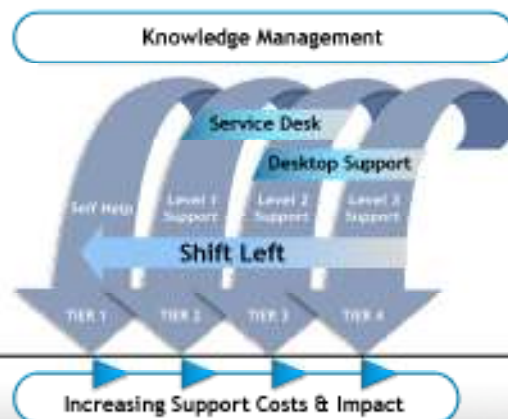 Knowledge Management
Service Desk
Desktop Support
Self Help
Level 1
Support
Level 2
Support
Level 3
Support
Shift Left
TIER 1
TIER 2
TIER 3
TIER 4
Increasing Support Costs & Impact